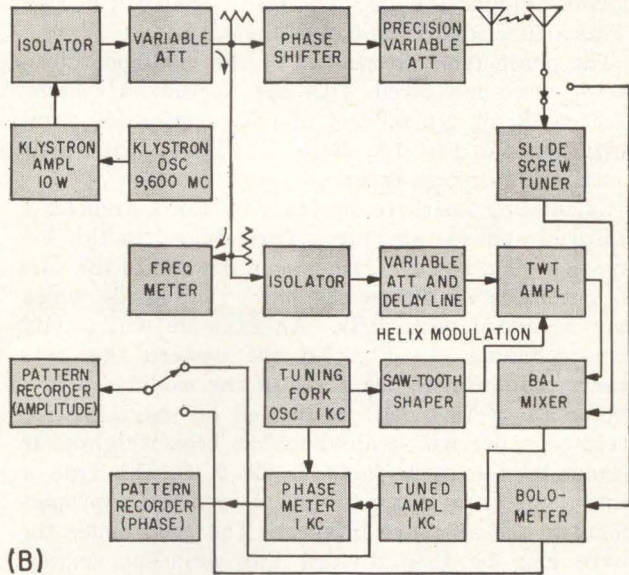 ISOLATOR
VARIABLE
ATT
PHASE
SHIFTER
PRECISION
VARIABLE
ATT
KLYSTRON
AMPL
10 W
KLYSTRON
OSC
9,600 MC
SLIDE
SCREW
TUNER
FREQ
METER
ISOLATOR
VARIABLE
ATT AND
DELAY LINE
TWT
AMPL
HELIX MODULATION
PATTERN
RECORDER
(AMPLITUDE)
TUNING
FORK
OSC 1 KC
SAW-TOOTH
SHAPER
BAL
MIXER
PATTERN
RECORDER
(PHASE)
PHASE
METER
1 KC
TUNED
AMPL
1 KC
BOLO-
METER
(B)